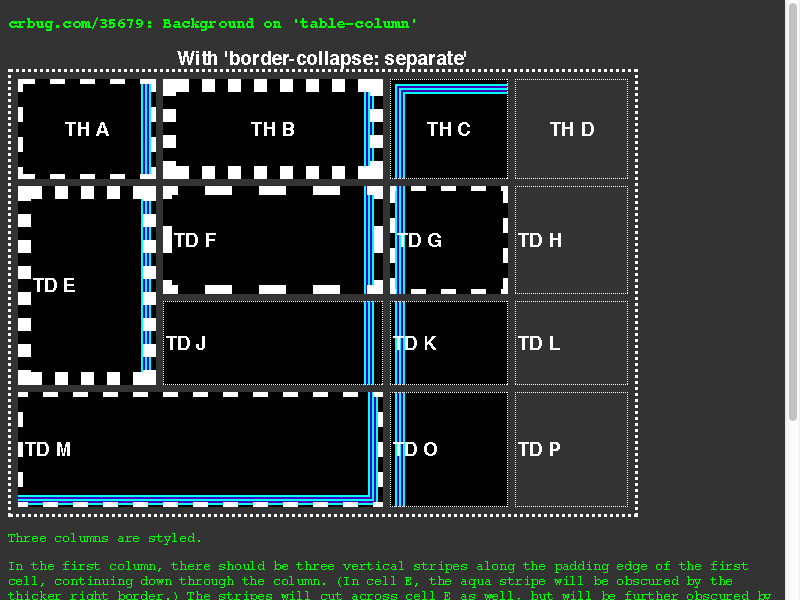 crbug.com/35679: Background on 'table-column'
With 'border-collapse: separate'
TH A TH B TH C TH D
TD E TD F TD G TD H
TD J TD K TD L
TD M TD O TD P
Three columns are styled.
In the first column, there should be three vertical stripes along the padding edge of the first
cell, continuing down through the column. (In cell E, the aqua stripe will be obscured by the
thicker right border.) The stripes will cut across cell E as well, but will be further obscured by